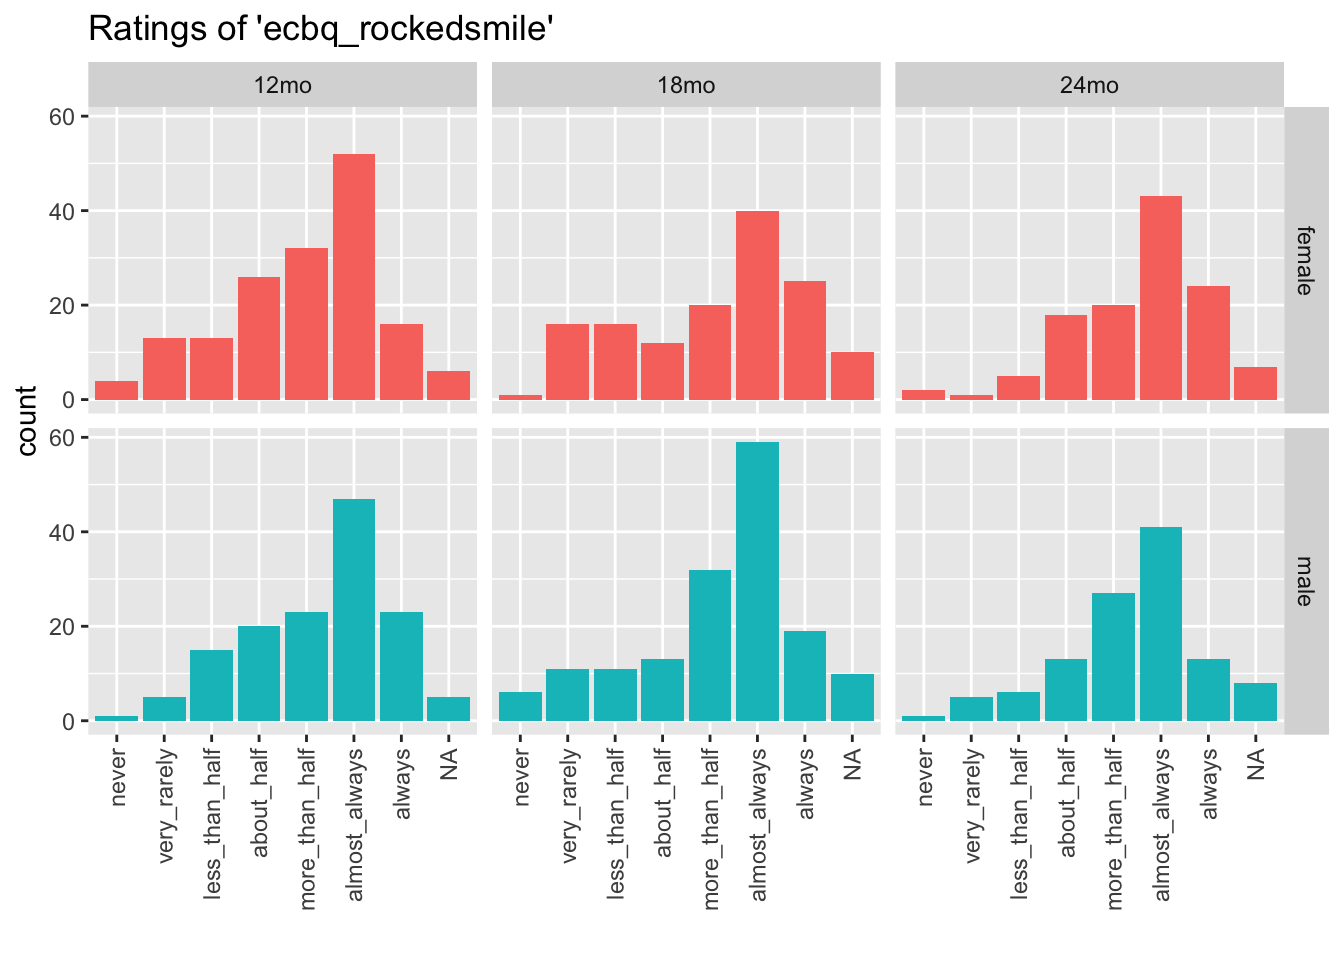 Ratings of 'ecbq_rockedsmile'
12mo 18mo 24mo
60
40
20
0
female
count
60
40
20
0
male
never very_rarely less_than_half about_half more_than_half almost_always always NA never very_rarely less_than_half about_half more_than_half almost_always always NA never very_rarely less_than_half about_half more_than_half almost_always always NA